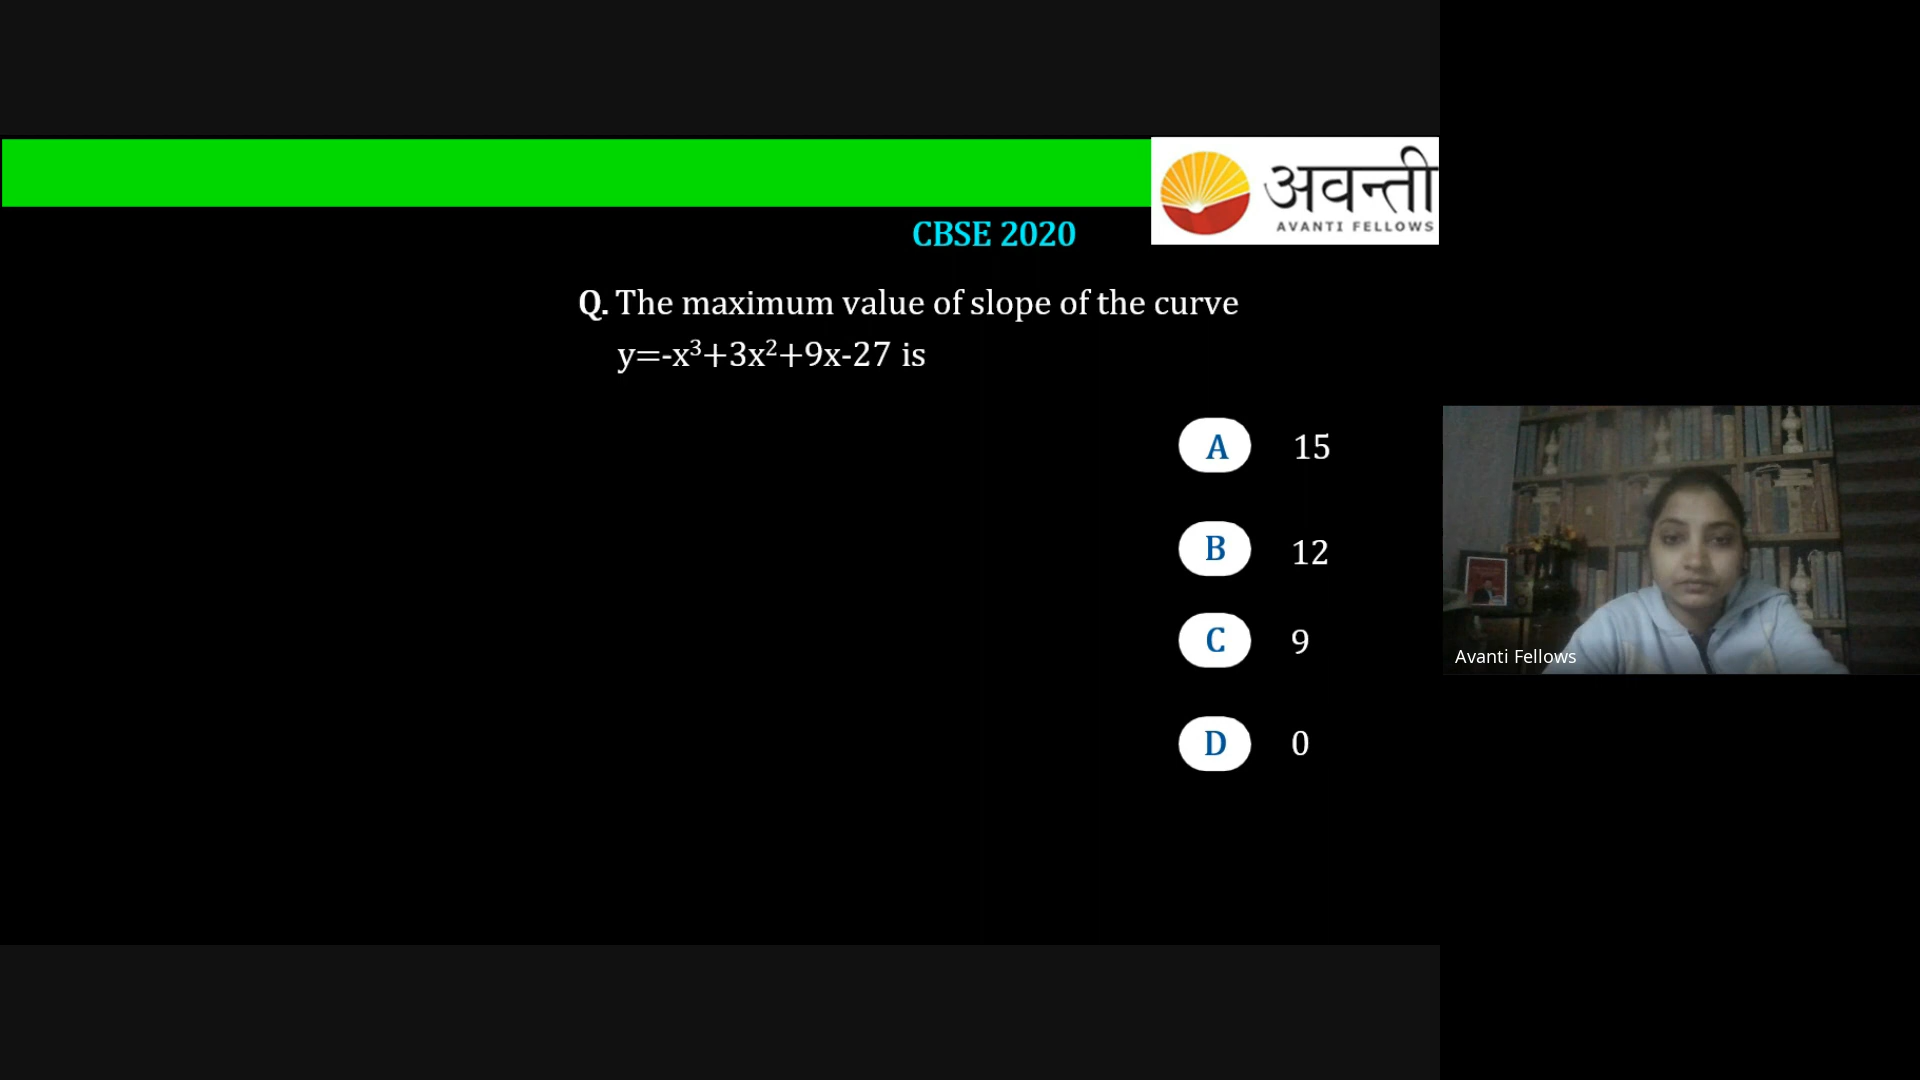 अवन्ती
AVANTI FELLOWS
CBSE 2020
Q. The maximum value of slope of the curve
y=-x³+3x²+9x-27 is
A 15
B 12
C 9
D 0
Avanti Fellows